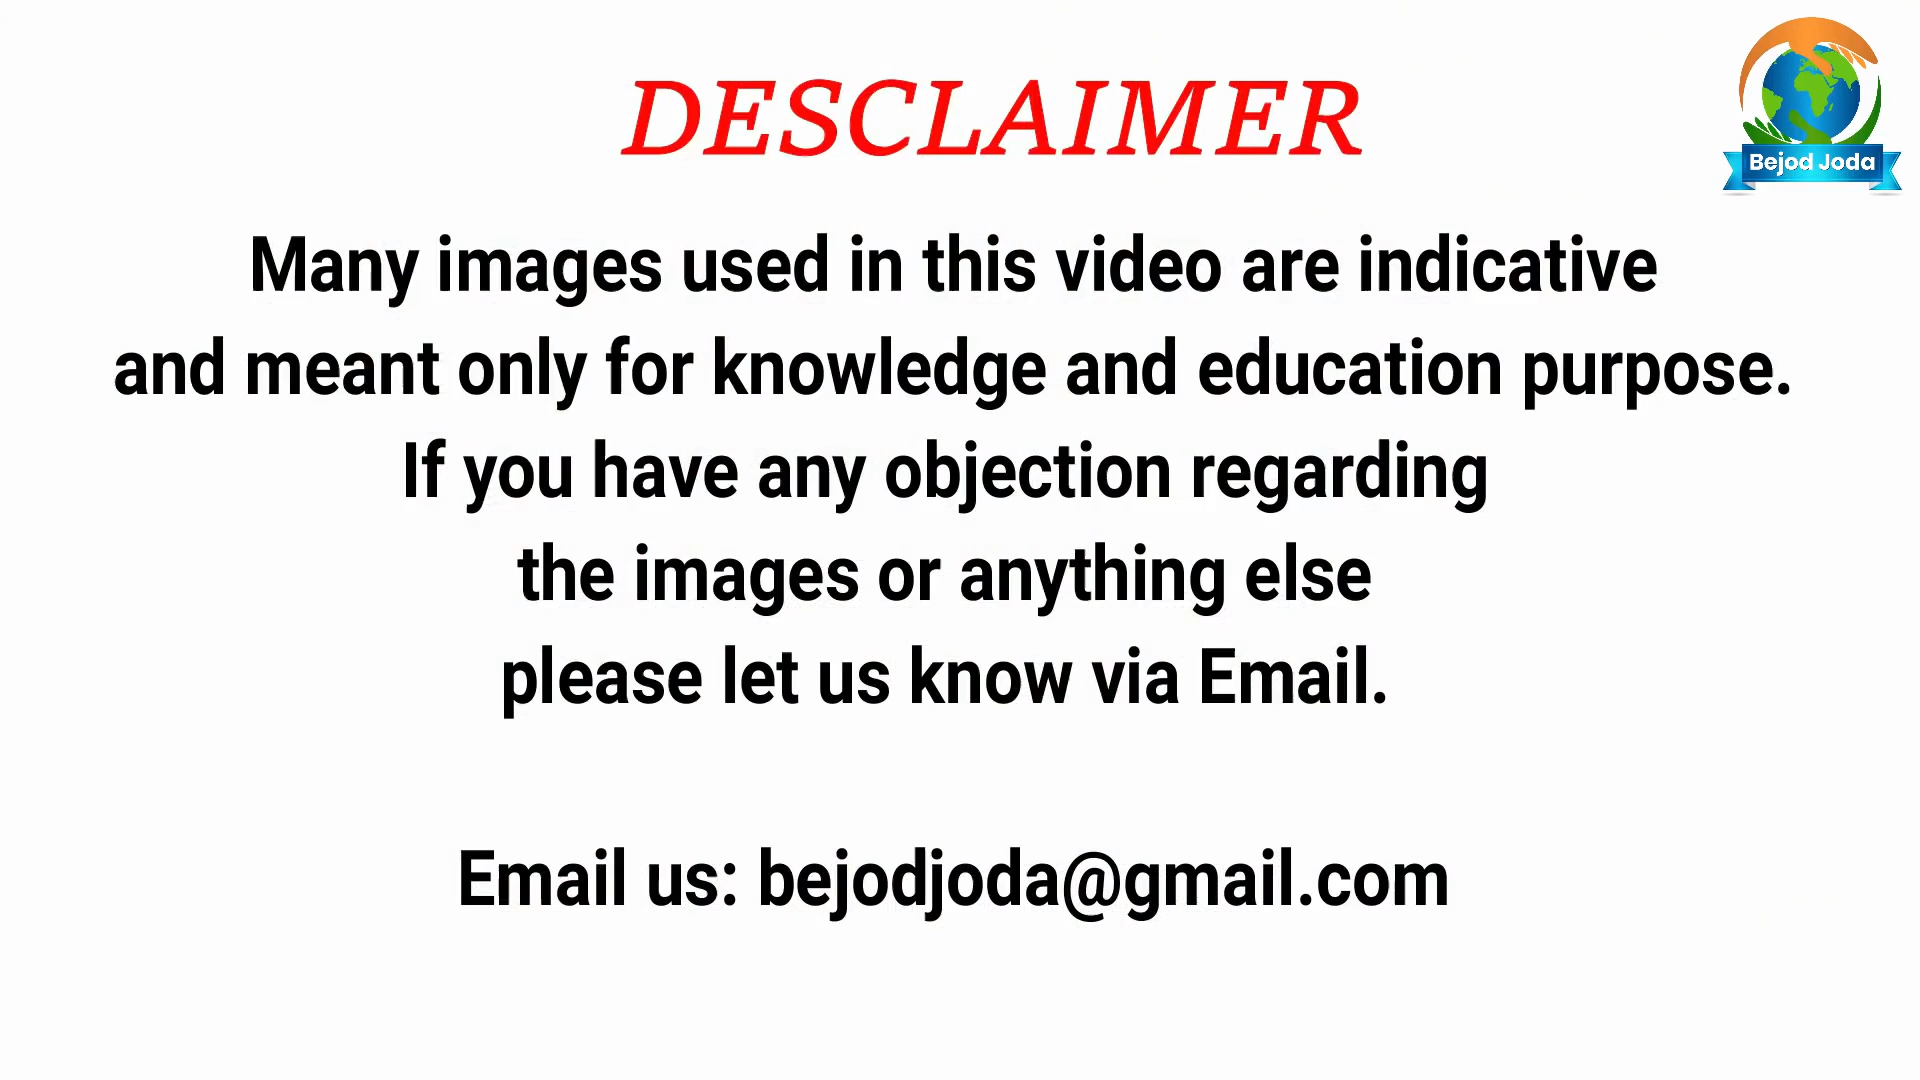 DESCLAIMER
Bejod Joda
Many images used in this video are indicative
and meant only for knowledge and education purpose.
If you have any objection regarding
the images or anything else
please let us know via Email.
Email us: bejodjoda@gmail.com